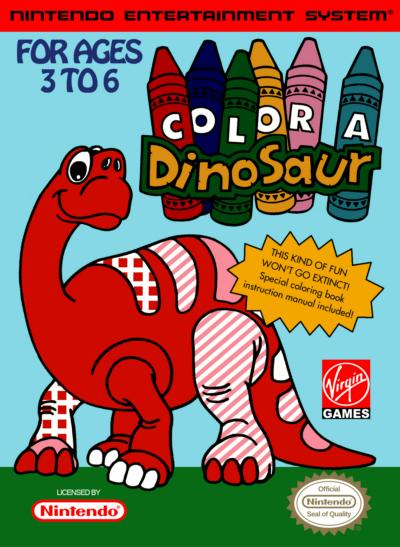 NINTENDO ENTERTAINMENT SYSTEM®
FOR AGES
3 TO 6
COLOR A
DinoSaur
THIS KIND OF FUN
WON'T GO EXTINCT!
Special coloring book
instruction manual included!
Virgin
GAMES
LICENSED BY
Nintendo
Official
Nintendo
Seal of Quality